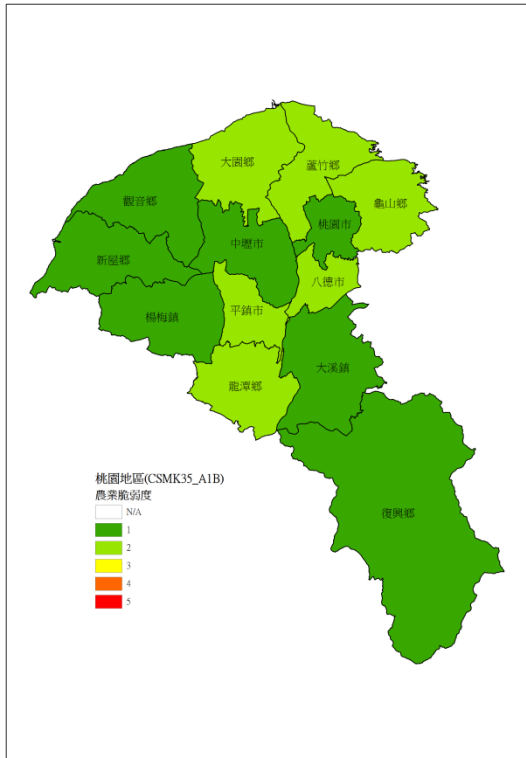 大園鄉
蘆竹鄉
龜山鄉
觀音鄉
桃園市
中壢市
新屋鄉
八德市
平鎮市
楊梅鎮
大溪鎮
龍潭鄉
復興鄉
桃園地區(CSMK35_A1B)
農業脆弱度
N/A
1
2
3
4
5